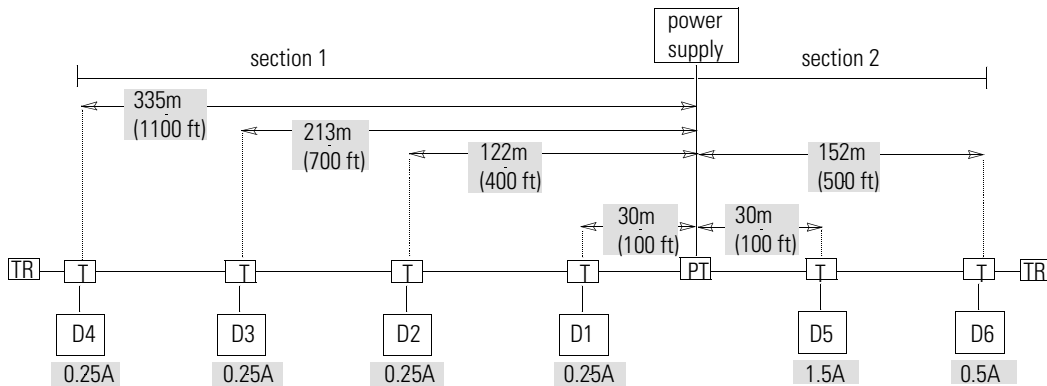 power
supply
section 1
section 2
335m
(1100 ft)
213m
(700 ft)
122m
(400 ft)
152m
(500 ft)
30m
(100 ft)
30m
(100 ft)
TR
T
T
T
T
PT
T
T
TR
D4
D3
D2
D1
D5
D6
0.25A
0.25A
0.25A
0.25A
1.5A
0.5A